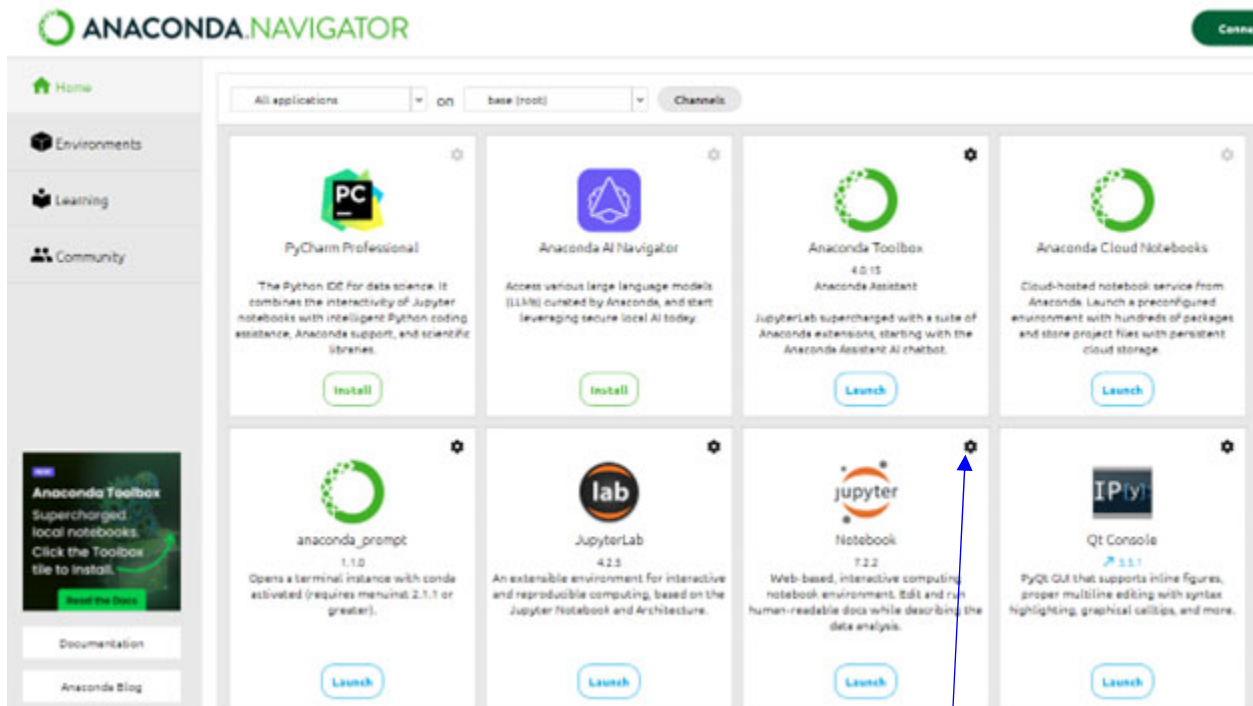 ANACONDA.NAVIGATOR
Conne
Home
Environments
Learning
Community
All applications on base (root) Channels
PC
PyCharm Professional
The Python IDE for data science. It
combines the interactivity of Jupyter
notebooks with intelligent Python coding
assistance, Anaconda support, and scientific
libraries.
Install
Anaconda AI Navigator
Access various large language models
(LLMs) curated by Anaconda, and start
leveraging secure local AI today.
Install
Anaconda Toolbox
4.0.15
Anaconda Assistant
JupyterLab supercharged with a suite of
Anaconda extensions, starting with the
Anaconda Assistant AI chatbot.
Launch
Anaconda Cloud Notebooks
Cloud-hosted notebook service from
Anaconda. Launch a preconfigured
environment with hundreds of packages
and store project files with persistent
cloud storage.
Launch
anaconda_prompt
1.1.0
Opens a terminal instance with conda
activated (requires menuinst 2.1.1 or
greater).
Launch
lab
JupyterLab
4.2.5
An extensible environment for interactive
and reproducible computing, based on the
Jupyter Notebook and Architecture.
Launch
jupyter
Notebook
7.2.2
Web-based, interactive computing
notebook environment. Edit and run
human-readable docs while describing the
data analysis.
Launch
IP[y]:
Qt Console
5.5.1
PyQt GUI that supports inline figures,
proper multiline editing with syntax
highlighting, graphical calltips, and more.
Launch
NEW
Anaconda Toolbox
Supercharged
local notebooks.
Click the Toolbox
tile to install.
Read the Docs
Documentation
Anaconda Blog